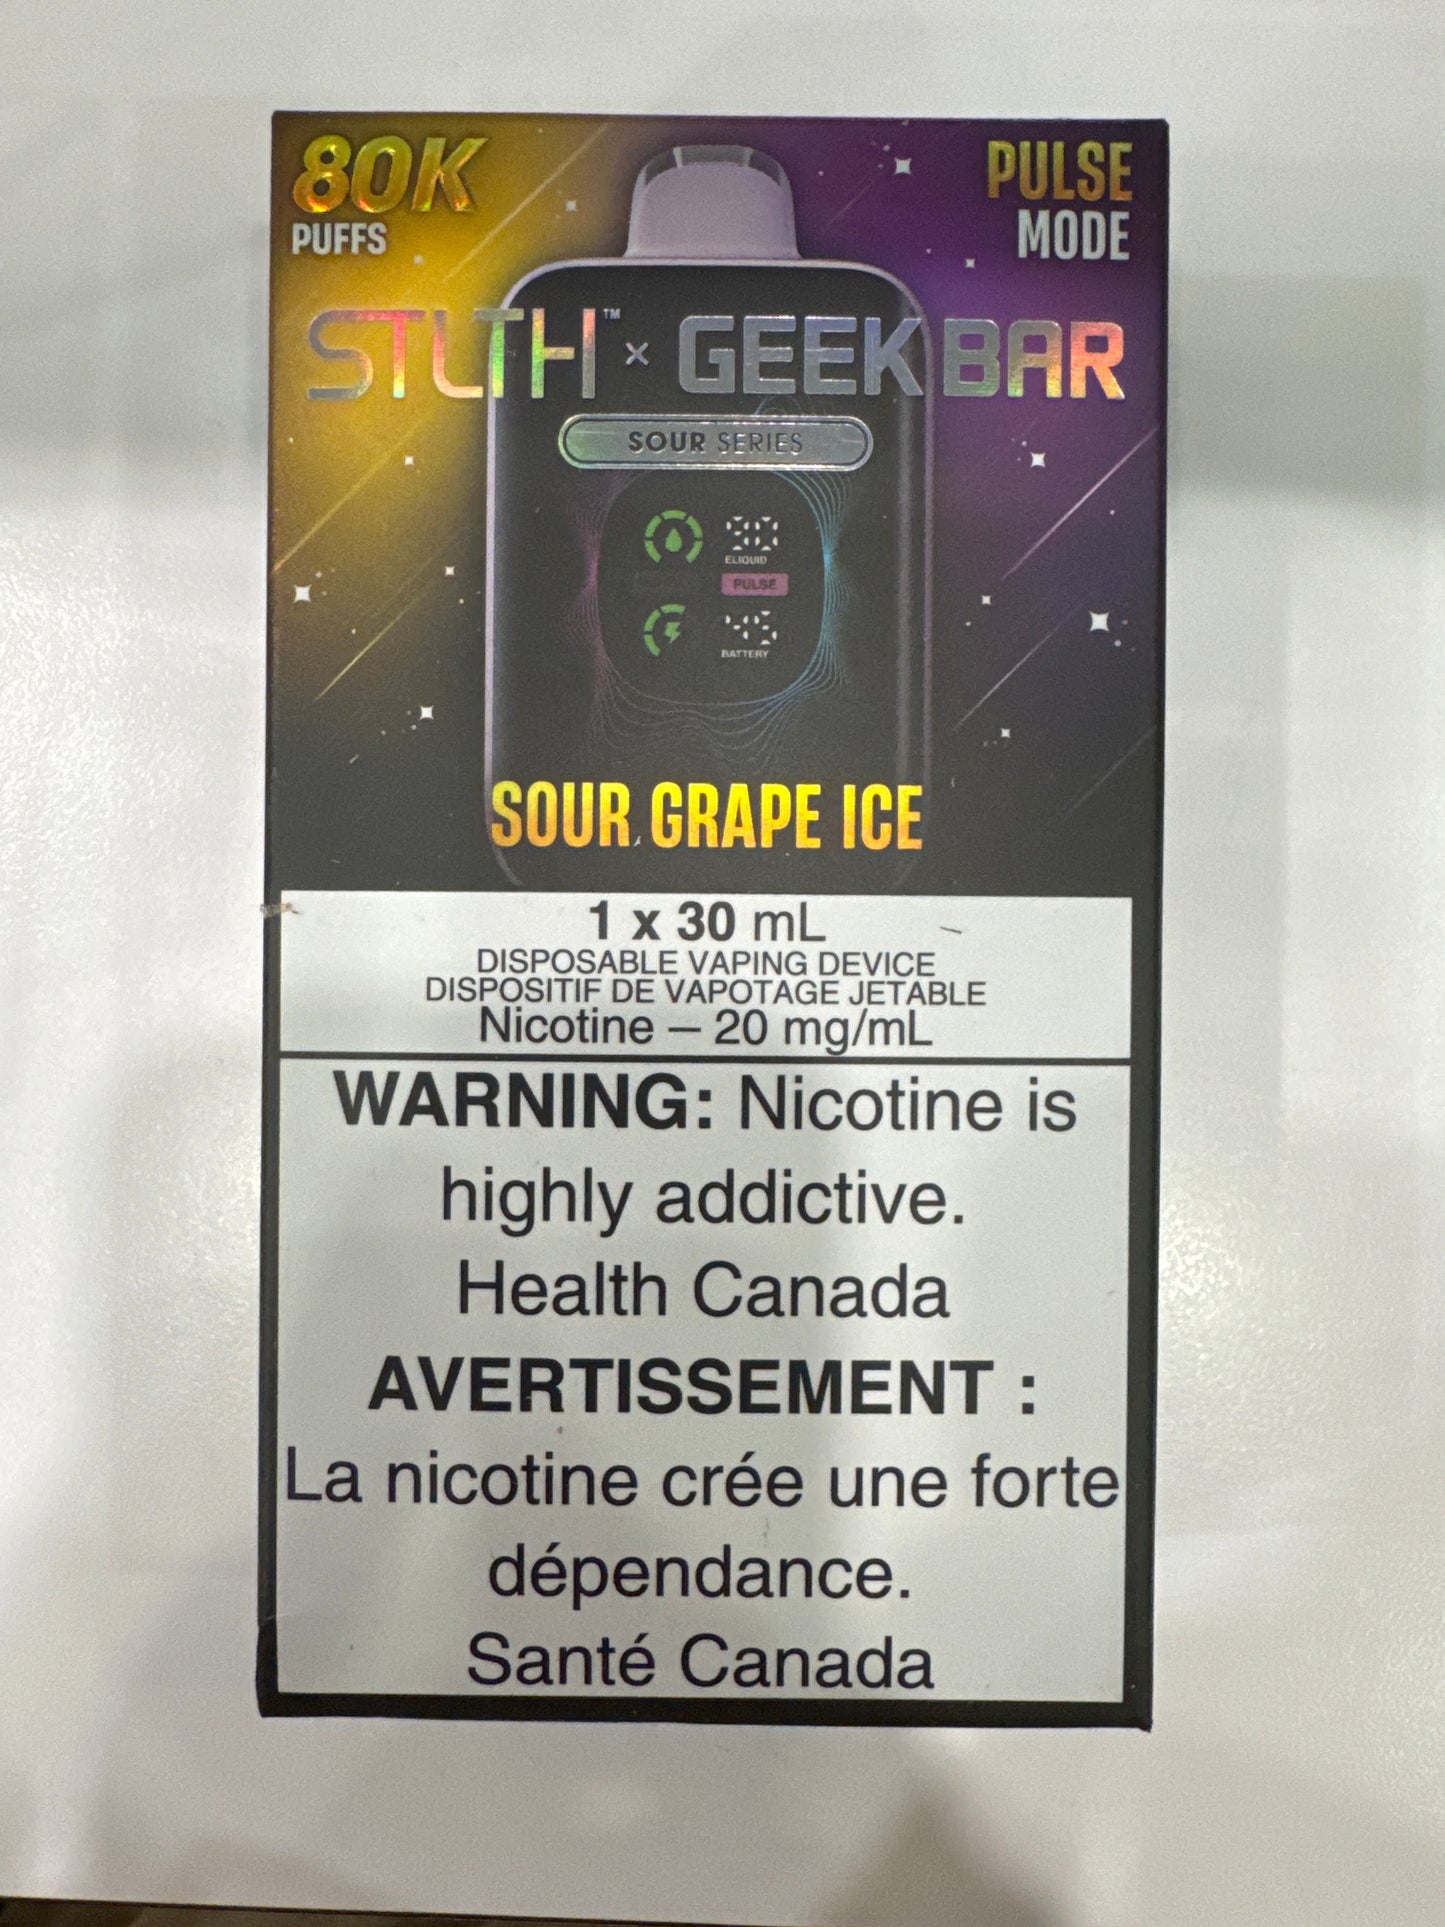 80K
PUFFS
PULSE
MODE
STLTH™ × GEEK BAR
SOUR SERIES
ELIQUID
PULSE
BATTERY
SOUR GRAPE ICE
1 x 30 mL
DISPOSABLE VAPING DEVICE
DISPOSITIF DE VAPOTAGE JETABLE
Nicotine – 20 mg/mL
WARNING: Nicotine is
highly addictive.
Health Canada
AVERTISSEMENT :
La nicotine crée une forte
dépendance.
Santé Canada